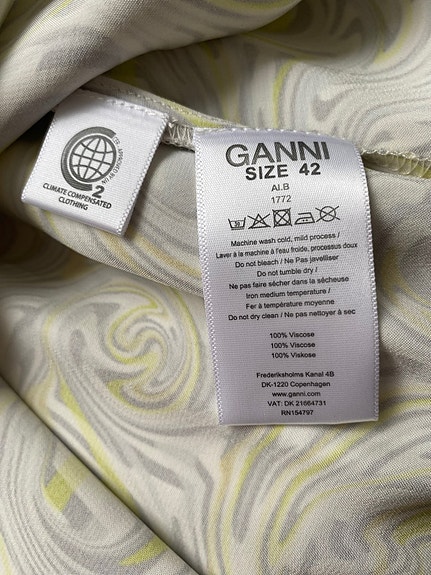 2
CLIMATE COMPENSATED
CLOTHING
GANNI
SIZE 42
AI.B
1772
Machine wash cold, mild process /
Laver à la machine à l'eau froide, processus doux
Do not bleach / Ne Pas javelliser
Do not tumble dry /
Ne pas faire sécher dans la sécheuse
Iron medium temperature /
Fer à température moyenne
Do not dry clean / Ne pas nettoyer à sec
100% Viscose
100% Viscose
100% Viskose
Frederiksholms Kanal 4B
DK-1220 Copenhagen
www.ganni.com
VAT: DK 21664731
RN154797